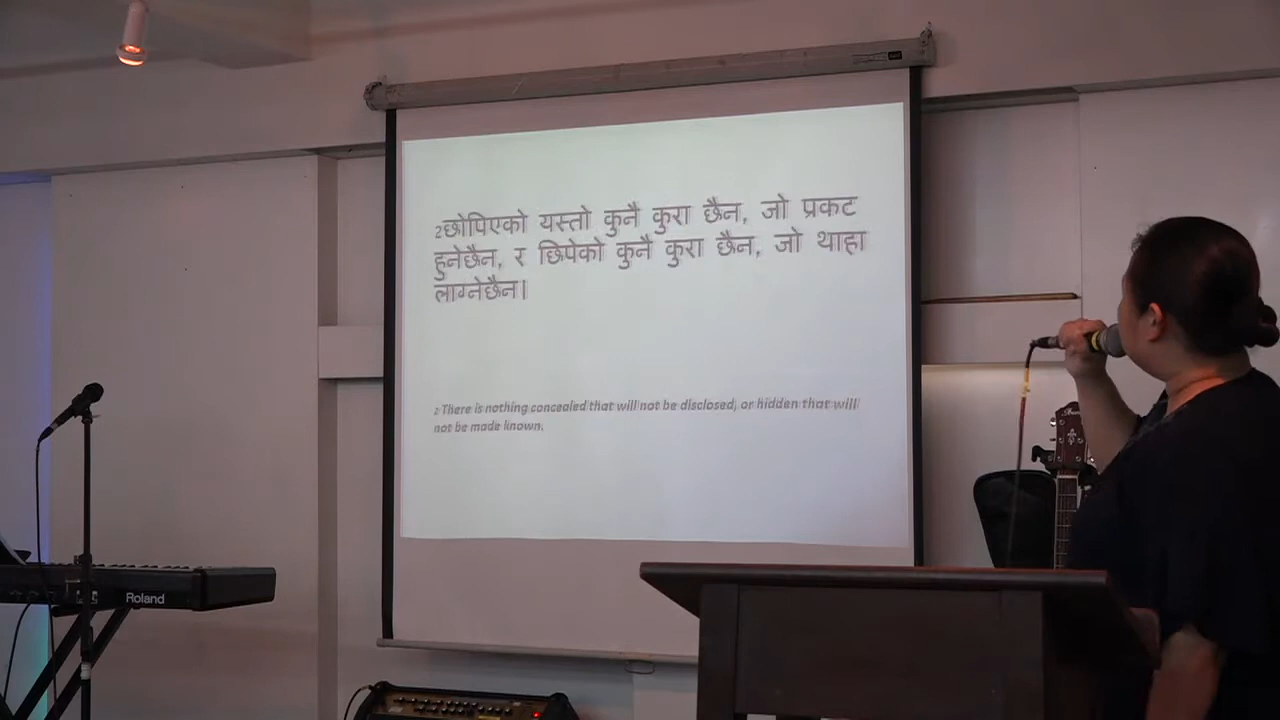 2छोपिएको यस्तो कुनै कुरा छैन, जो प्रकट
हुनेछैन, र छिपेको कुनै कुरा छैन, जो थाहा
लाग्नेछैन।
2 There is nothing concealed that will not be disclosed, or hidden that will
not be made known.
Roland